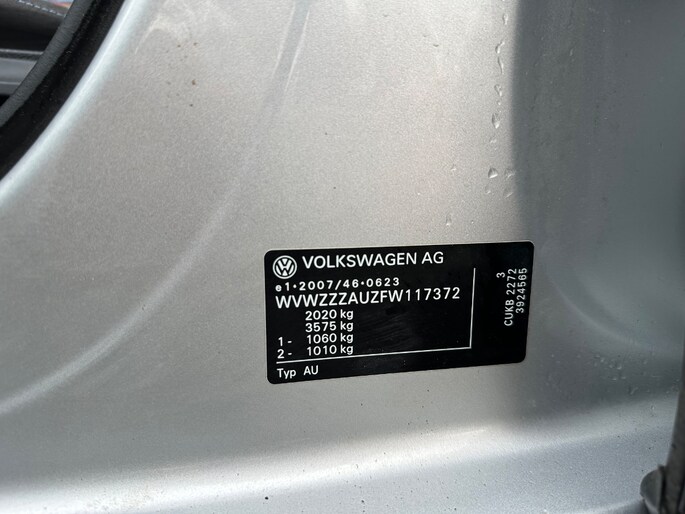 VOLKSWAGEN AG
e1*2007/46*0623
WVWZZZAUZFW117372
2020 kg
3575 kg
1- 1060 kg
2- 1010 kg
Typ AU
3
CUKB 2272
3924565